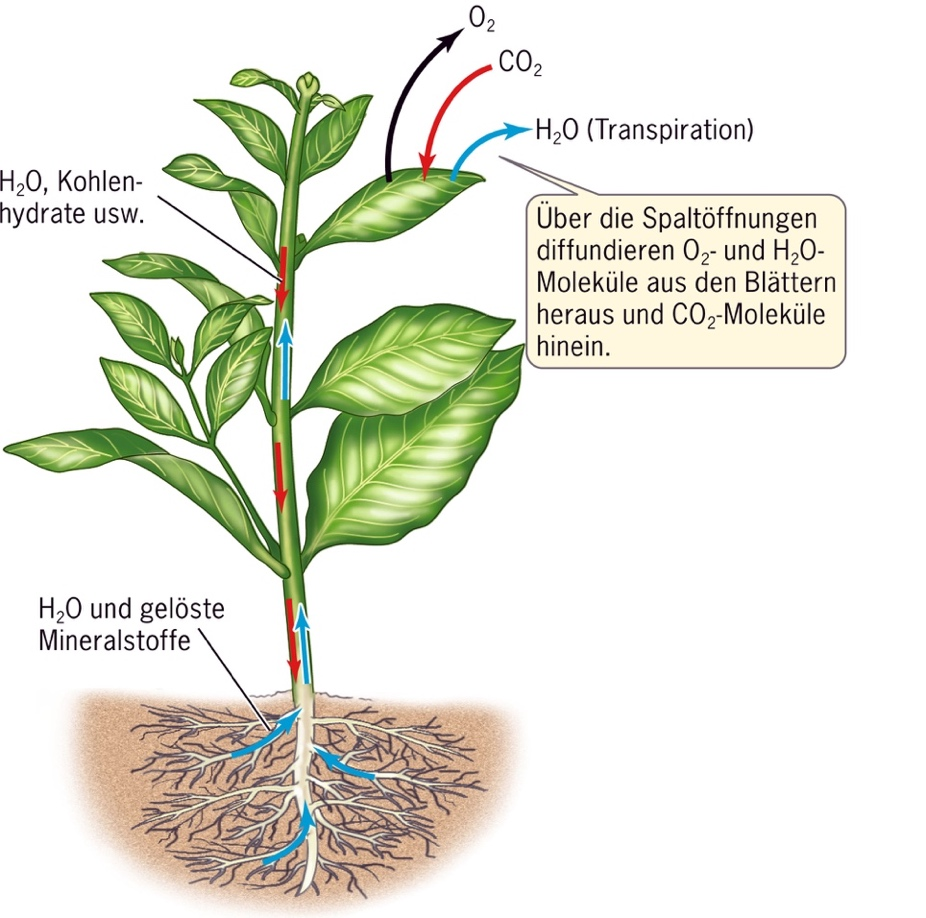 O₂
CO₂
H₂O (Transpiration)
H₂O, Kohlen-
hydrate usw.
Über die Spaltöffnungen
diffundieren O₂- und H₂O-
Moleküle aus den Blättern
heraus und CO₂-Moleküle
hinein.
H₂O und gelöste
Mineralstoffe